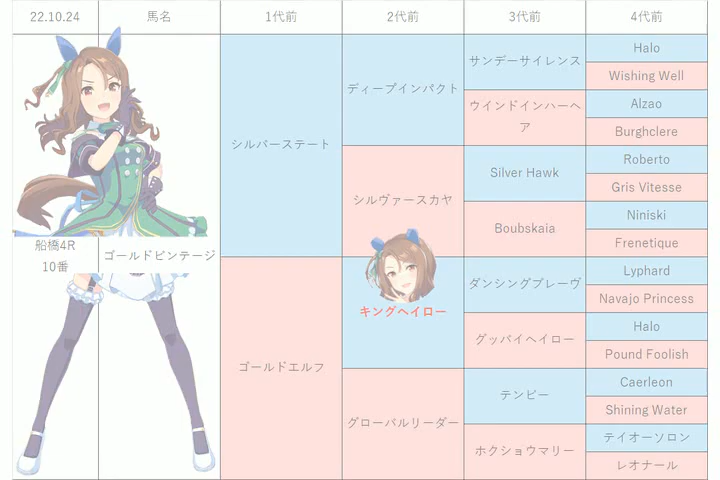 22.10.24 馬名 1代前 2代前 3代前 4代前
船橋4R
10番
ゴールドビンテージ
シルバーステート
ディープインパクト
サンデーサイレンス
Halo
Wishing Well
ウインドインハーヘ
ア
Alzao
Burghclere
シルヴァースカヤ
Silver Hawk
Roberto
Gris Vitesse
Boubskaia
Niniski
Frenetique
ゴールドエルフ
キングヘイロー
ダンシングブレーヴ
Lyphard
Navajo Princess
グッバイヘイロー
Halo
Pound Foolish
グローバルリーダー
テンビー
Caerleon
Shining Water
ホクショウマリー
テイオーソロン
レオナール